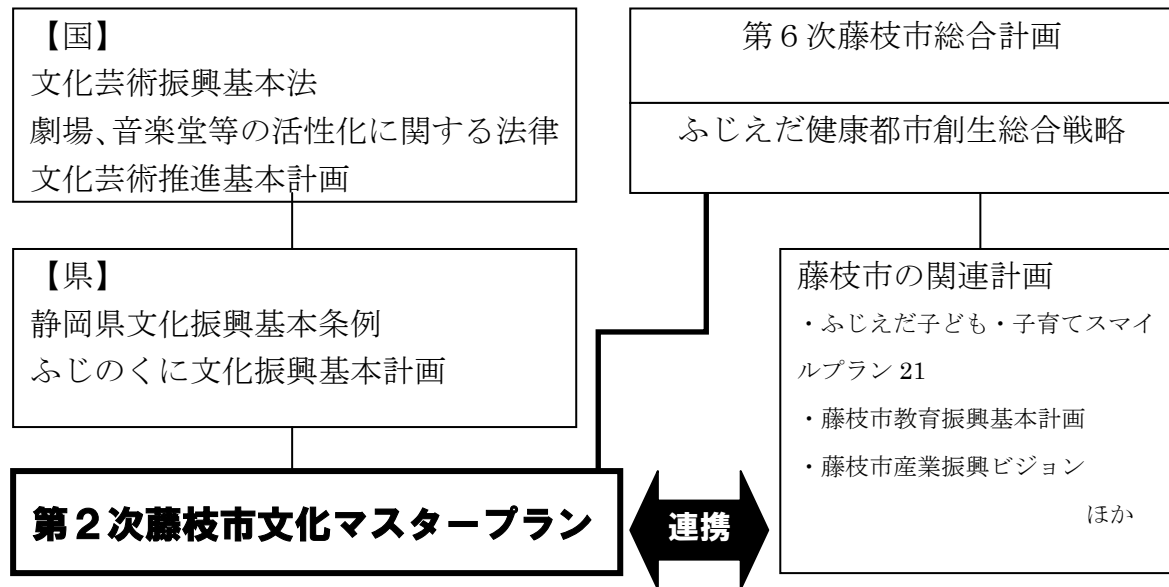 【国】
文化芸術振興基本法
劇場、音楽堂等の活性化に関する法律
文化芸術推進基本計画
第６次藤枝市総合計画
ふじえだ健康都市創生総合戦略
【県】
静岡県文化振興基本条例
ふじのくに文化振興基本計画
藤枝市の関連計画
・ふじえだ子ども・子育てスマイ
ルプラン 21
・藤枝市教育振興基本計画
・藤枝市産業振興ビジョン
ほか
第２次藤枝市文化マスタープラン
連携